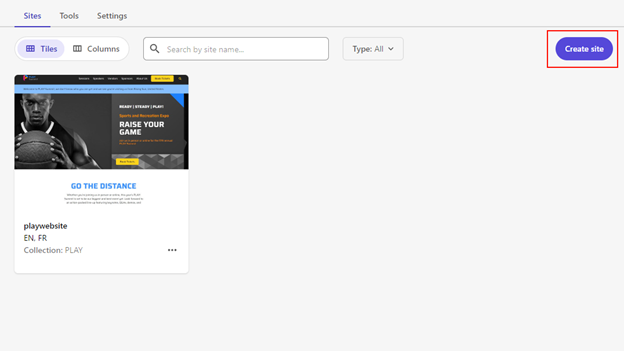 Sites Tools Settings
Tiles Columns Search by site name... Type: All Create site
READY | STEADY | PLAY!
Sports and Recreation Expo
RAISE YOUR
GAME
GO THE DISTANCE
playwebsite
EN, FR
Collection: PLAY